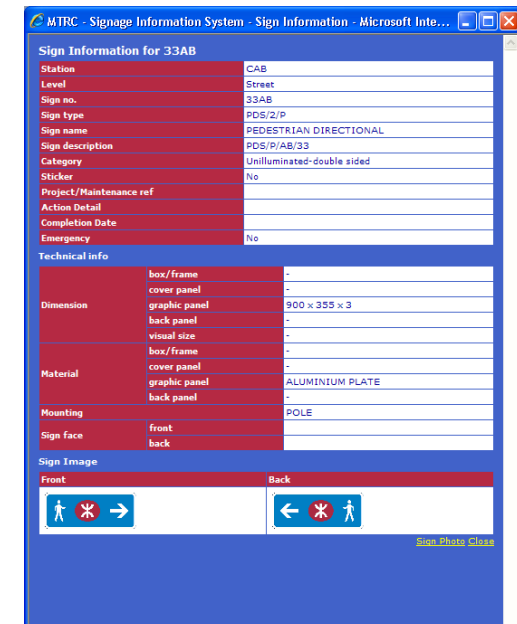 MTRC - Signage Information System - Sign Information - Microsoft Inte...
Sign Information for 33AB
Station CAB
Level Street
Sign no. 33AB
Sign type PDS/2/P
Sign name PEDESTRIAN DIRECTIONAL
Sign description PDS/P/AB/33
Category Unilluminated-double sided
Sticker No
Project/Maintenance ref
Action Detail
Completion Date
Emergency No
Technical info
Dimension
box/frame -
cover panel -
graphic panel 900 x 355 x 3
back panel -
visual size -
Material
box/frame -
cover panel -
graphic panel ALUMINIUM PLATE
back panel -
Mounting POLE
Sign face
front
back
Sign Image
Front Back
Sign Photo Close